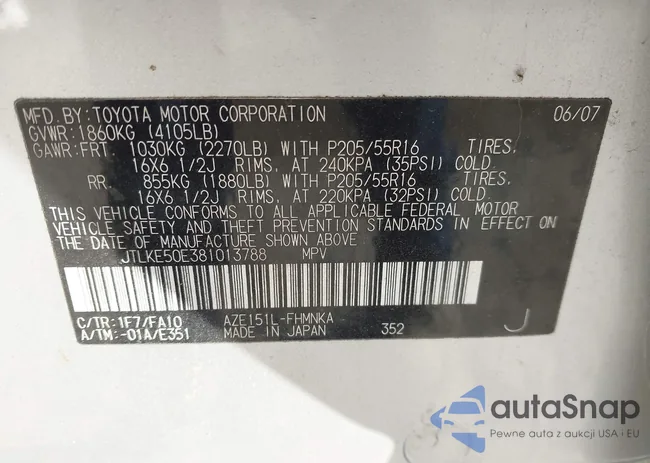 MFD.BY:TOYOTA MOTOR CORPORATION 06/07
GVWR:1860KG (4105LB)
GAWR:FRT. 1030KG (2270LB) WITH P205/55R16 TIRES,
16X6 1/2J RIMS, AT 240KPA (35PSI) COLD.
RR. 855KG (1880LB) WITH P205/55R16 TIRES,
16X6 1/2J RIMS, AT 220KPA (32PSI) COLD.
THIS VEHICLE CONFORMS TO ALL APPLICABLE FEDERAL MOTOR
VEHICLE SAFETY AND THEFT PREVENTION STANDARDS IN EFFECT ON
THE DATE OF MANUFACTURE SHOWN ABOVE.
JTLKE50E381013788 MPV
C/TR:1F7/FA10 AZE151L-FHMNKA
A/TM:-01A/E351 MADE IN JAPAN 352 J
autoSnap
Pewne auta z aukcji USA i EU